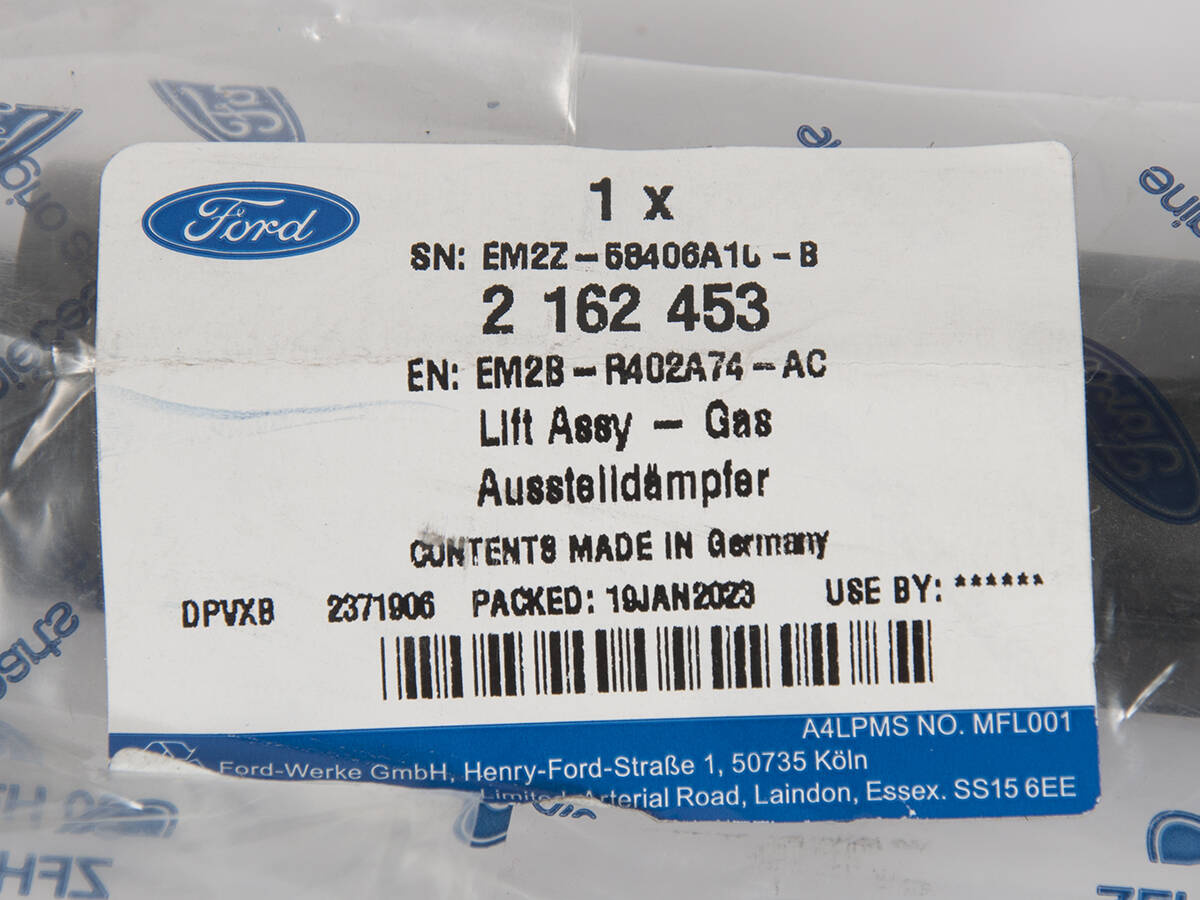 Ford
1 x
SN: EM2Z - - B
2 162 453
EN: EM2B - R402A74 - AC
Lift Assy - Gas
Ausstelldämpfer
CONTENTS MADE IN Germany
DPVXB 2371906 PACKED: 19JAN2023 USE BY: ******
A4LPMS NO. MFL001
Ford-Werke GmbH, Henry-Ford-Straße 1, 50735 Köln
Limited, Arterial Road, Laindon, Essex. SS15 6EE